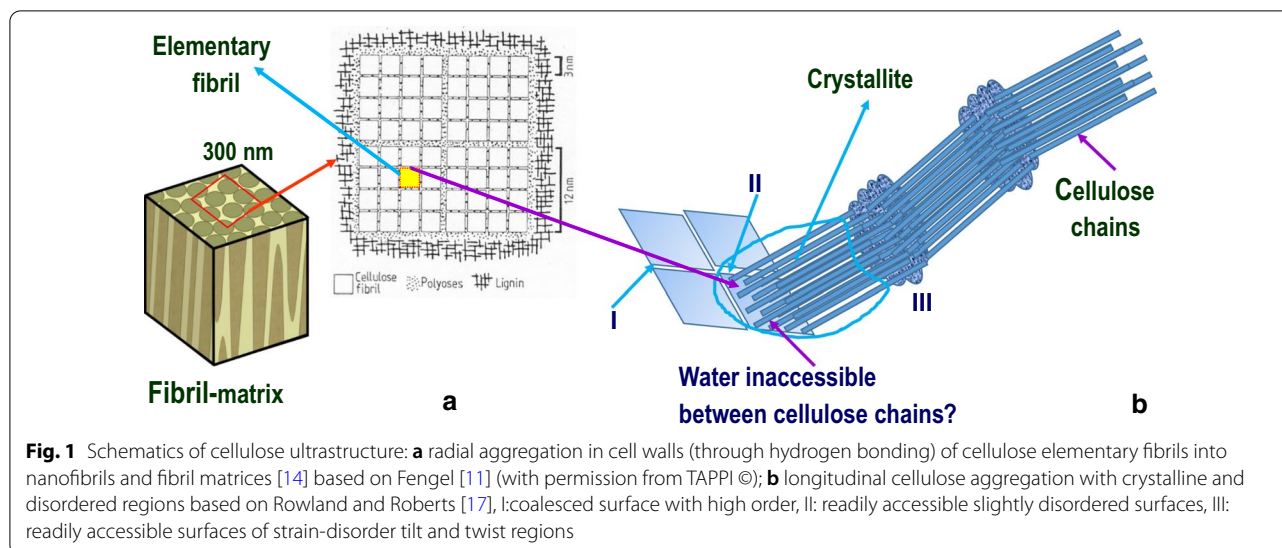 Elementary
fibril
300 nm
Fibril-matrix
3nm
12nm
Cellulose
fibril
Polyoses
Lignin
a
Crystallite
II
I
III
Cellulose
chains
Water inaccessible
between cellulose chains?
b
Fig. 1 Schematics of cellulose ultrastructure: a radial aggregation in cell walls (through hydrogen bonding) of cellulose elementary fibrils into
nanofibrils and fibril matrices [14] based on Fengel [11] (with permission from TAPPI ©); b longitudinal cellulose aggregation with crystalline and
disordered regions based on Rowland and Roberts [17], I:coalesced surface with high order, II: readily accessible slightly disordered surfaces, III:
readily accessible surfaces of strain-disorder tilt and twist regions